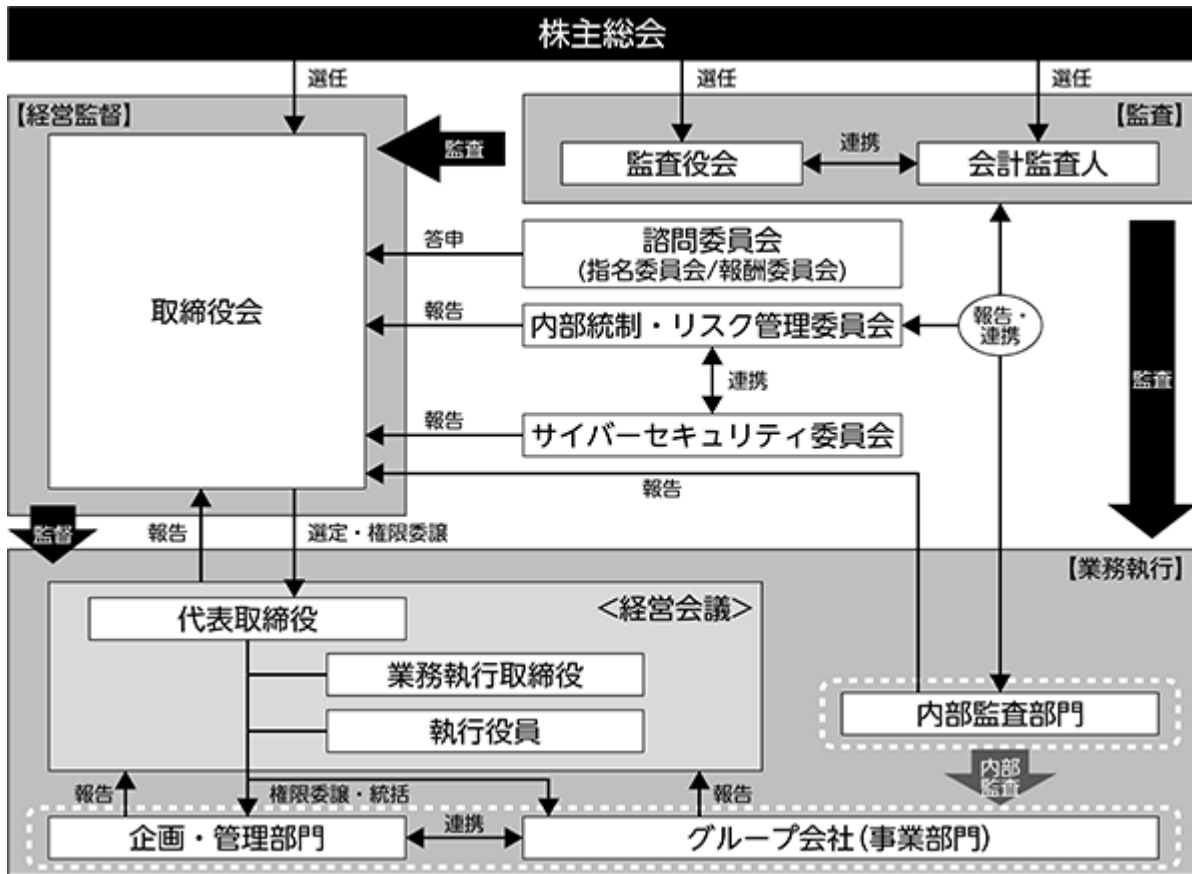 株主総会
選任
選任
選任
【経営監督】
【監査】
監査
監査役会
連携
会計監査人
答申
諮問委員会
(指名委員会/報酬委員会)
取締役会
報告
内部統制・リスク管理委員会
報告・
連携
連携
監査
報告
サイバーセキュリティ委員会
報告
監督
報告
選定・権限委譲
【業務執行】
<経営会議>
代表取締役
業務執行取締役
執行役員
内部監査部門
内部
監査
報告
権限委譲・統括
報告
企画・管理部門
連携
グループ会社(事業部門)